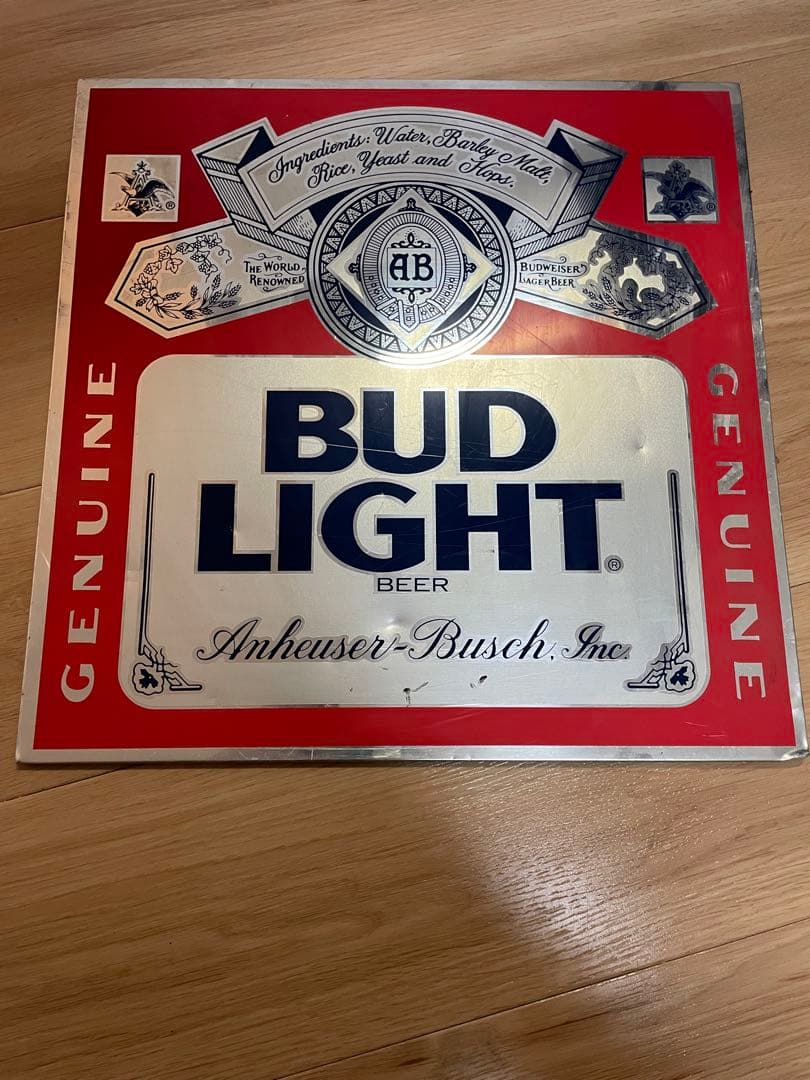 Ingredients: Water, Barley Malt,
Rice, Yeast and Hops.
THE WORLD
RENOWNED
AB
BUDWEISER
LAGER BEER
GENUINE
GENUINE
BUD
LIGHT®
BEER
Anheuser-Busch, Inc.